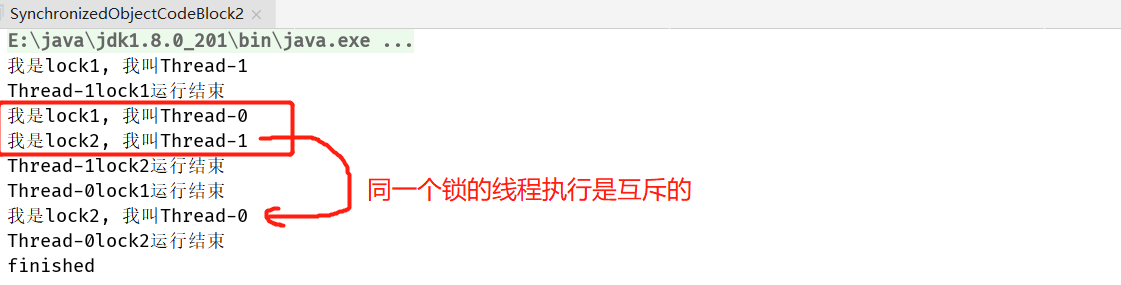 SynchronizedObjectCodeBlock2 ×
E:\java\jdk1.8.0_201\bin\java.exe ...
我是lock1, 我叫Thread-1
Thread-1lock1运行结束
我是lock1, 我叫Thread-0
我是lock2, 我叫Thread-1
Thread-1lock2运行结束
Thread-0lock1运行结束
同一个锁的线程执行是互斥的
我是lock2, 我叫Thread-0
Thread-0lock2运行结束
finished